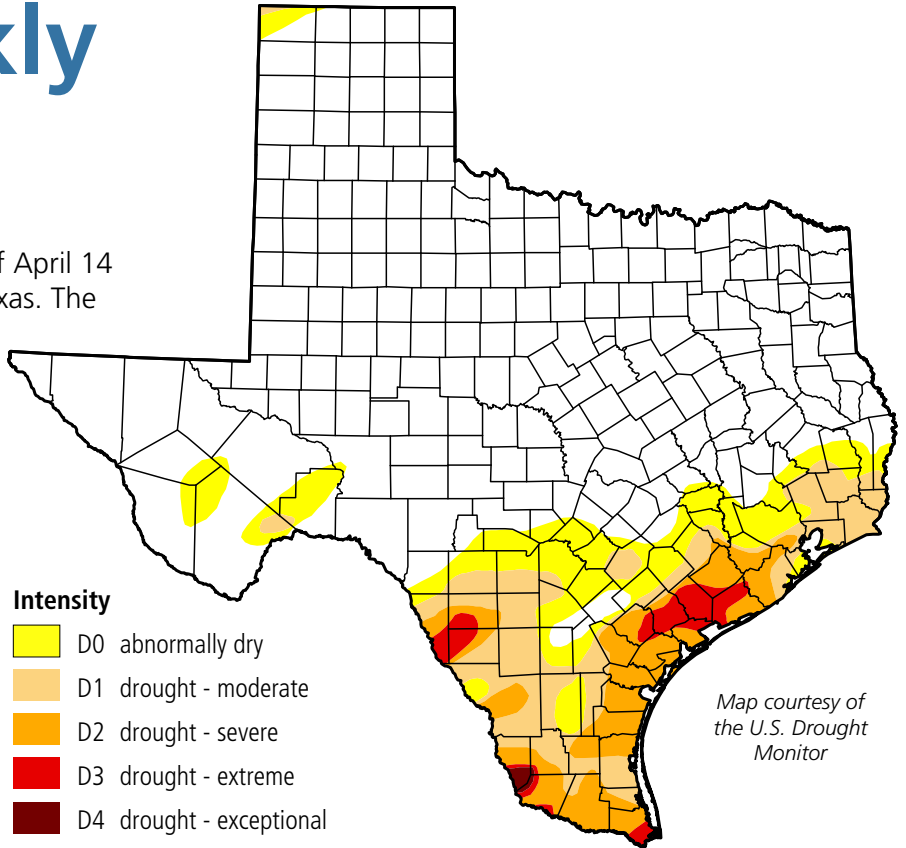 kly
f April 14
xas. The
Intensity
D0 abnormally dry
D1 drought - moderate
D2 drought - severe
D3 drought - extreme
D4 drought - exceptional
Map courtesy of
the U.S. Drought
Monitor